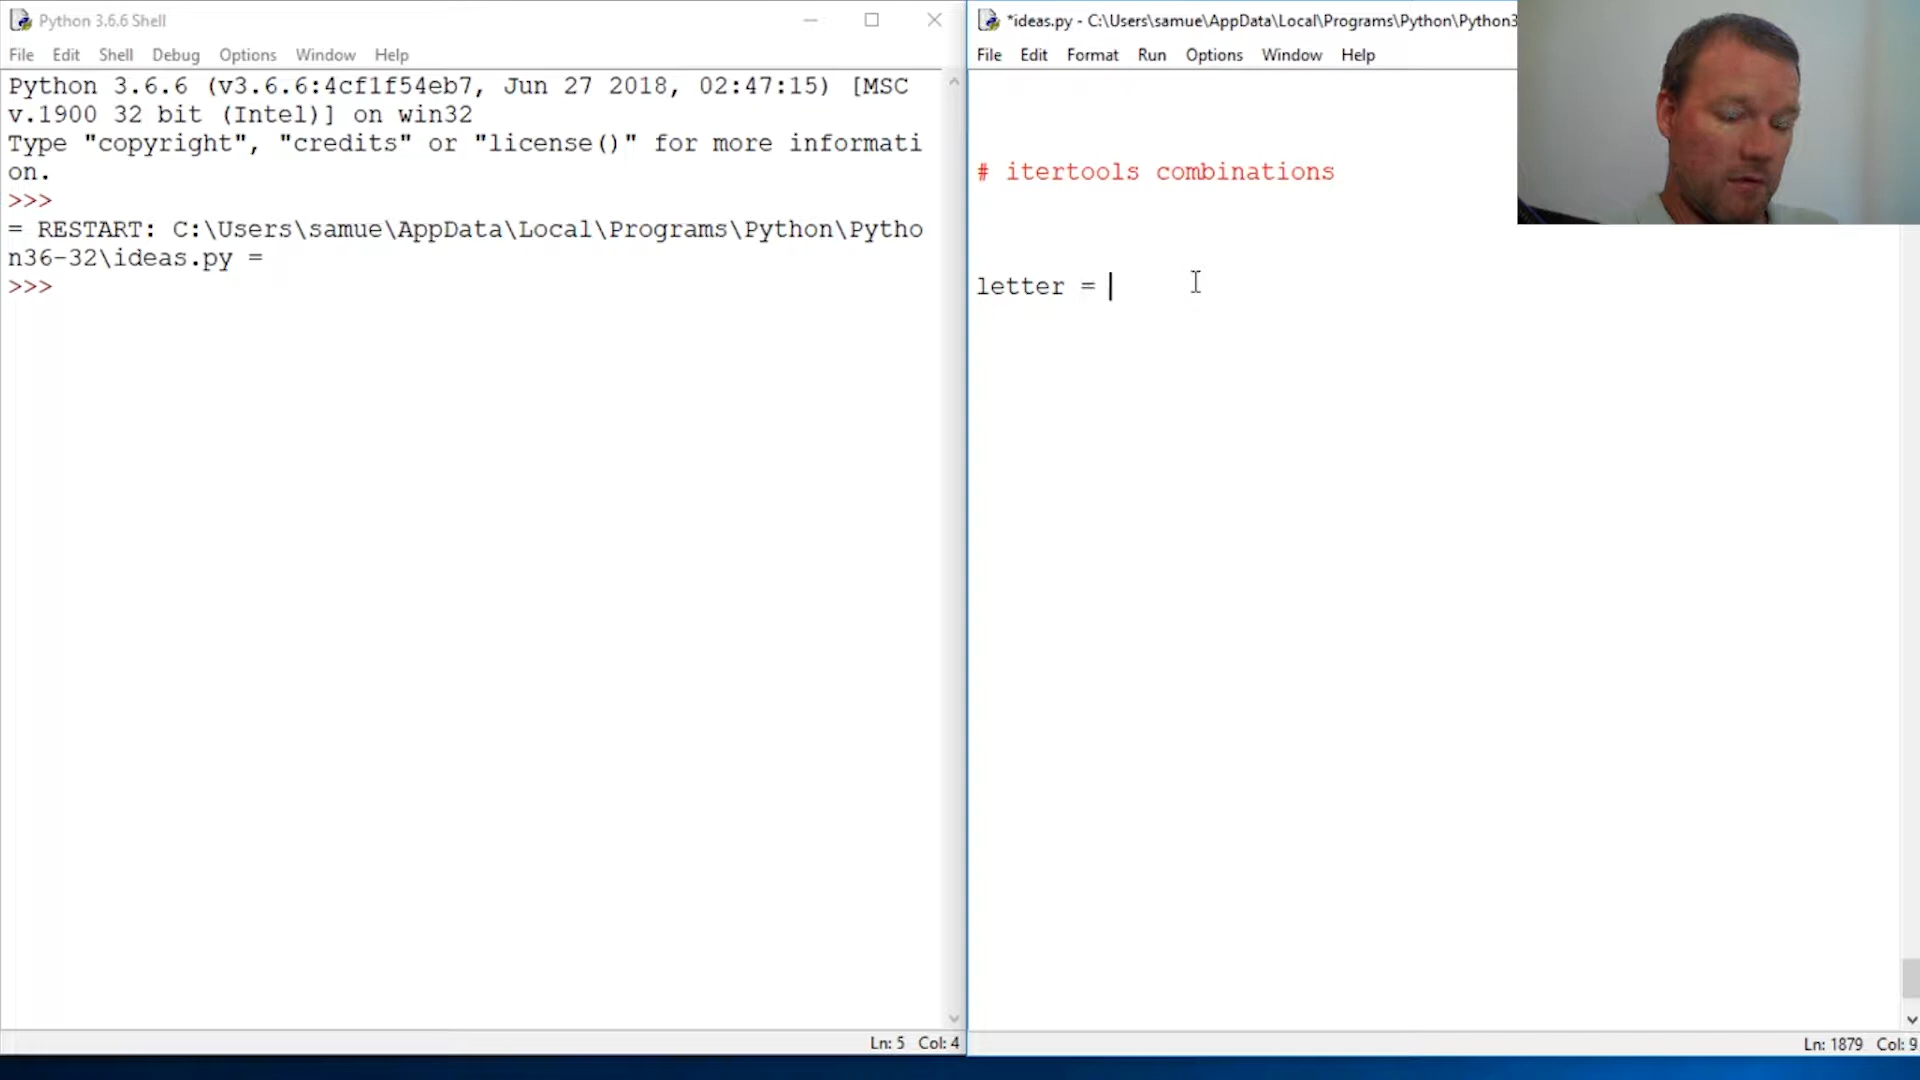 Python 3.6.6 Shell
File Edit Shell Debug Options Window Help
Python 3.6.6 (v3.6.6:4cf1f54eb7, Jun 27 2018, 02:47:15) [MSC
v.1900 32 bit (Intel)] on win32
Type "copyright", "credits" or "license()" for more informati
on.
>>>
= RESTART: C:\Users\samue\AppData\Local\Programs\Python\Pytho
n36-32\ideas.py =
>>>
Ln: 5 Col: 4
*ideas.py - C:\Users\samue\AppData\Local\Programs\Python\Python3
File Edit Format Run Options Window Help
# itertools combinations
letter =
Ln: 1879 Col: 9